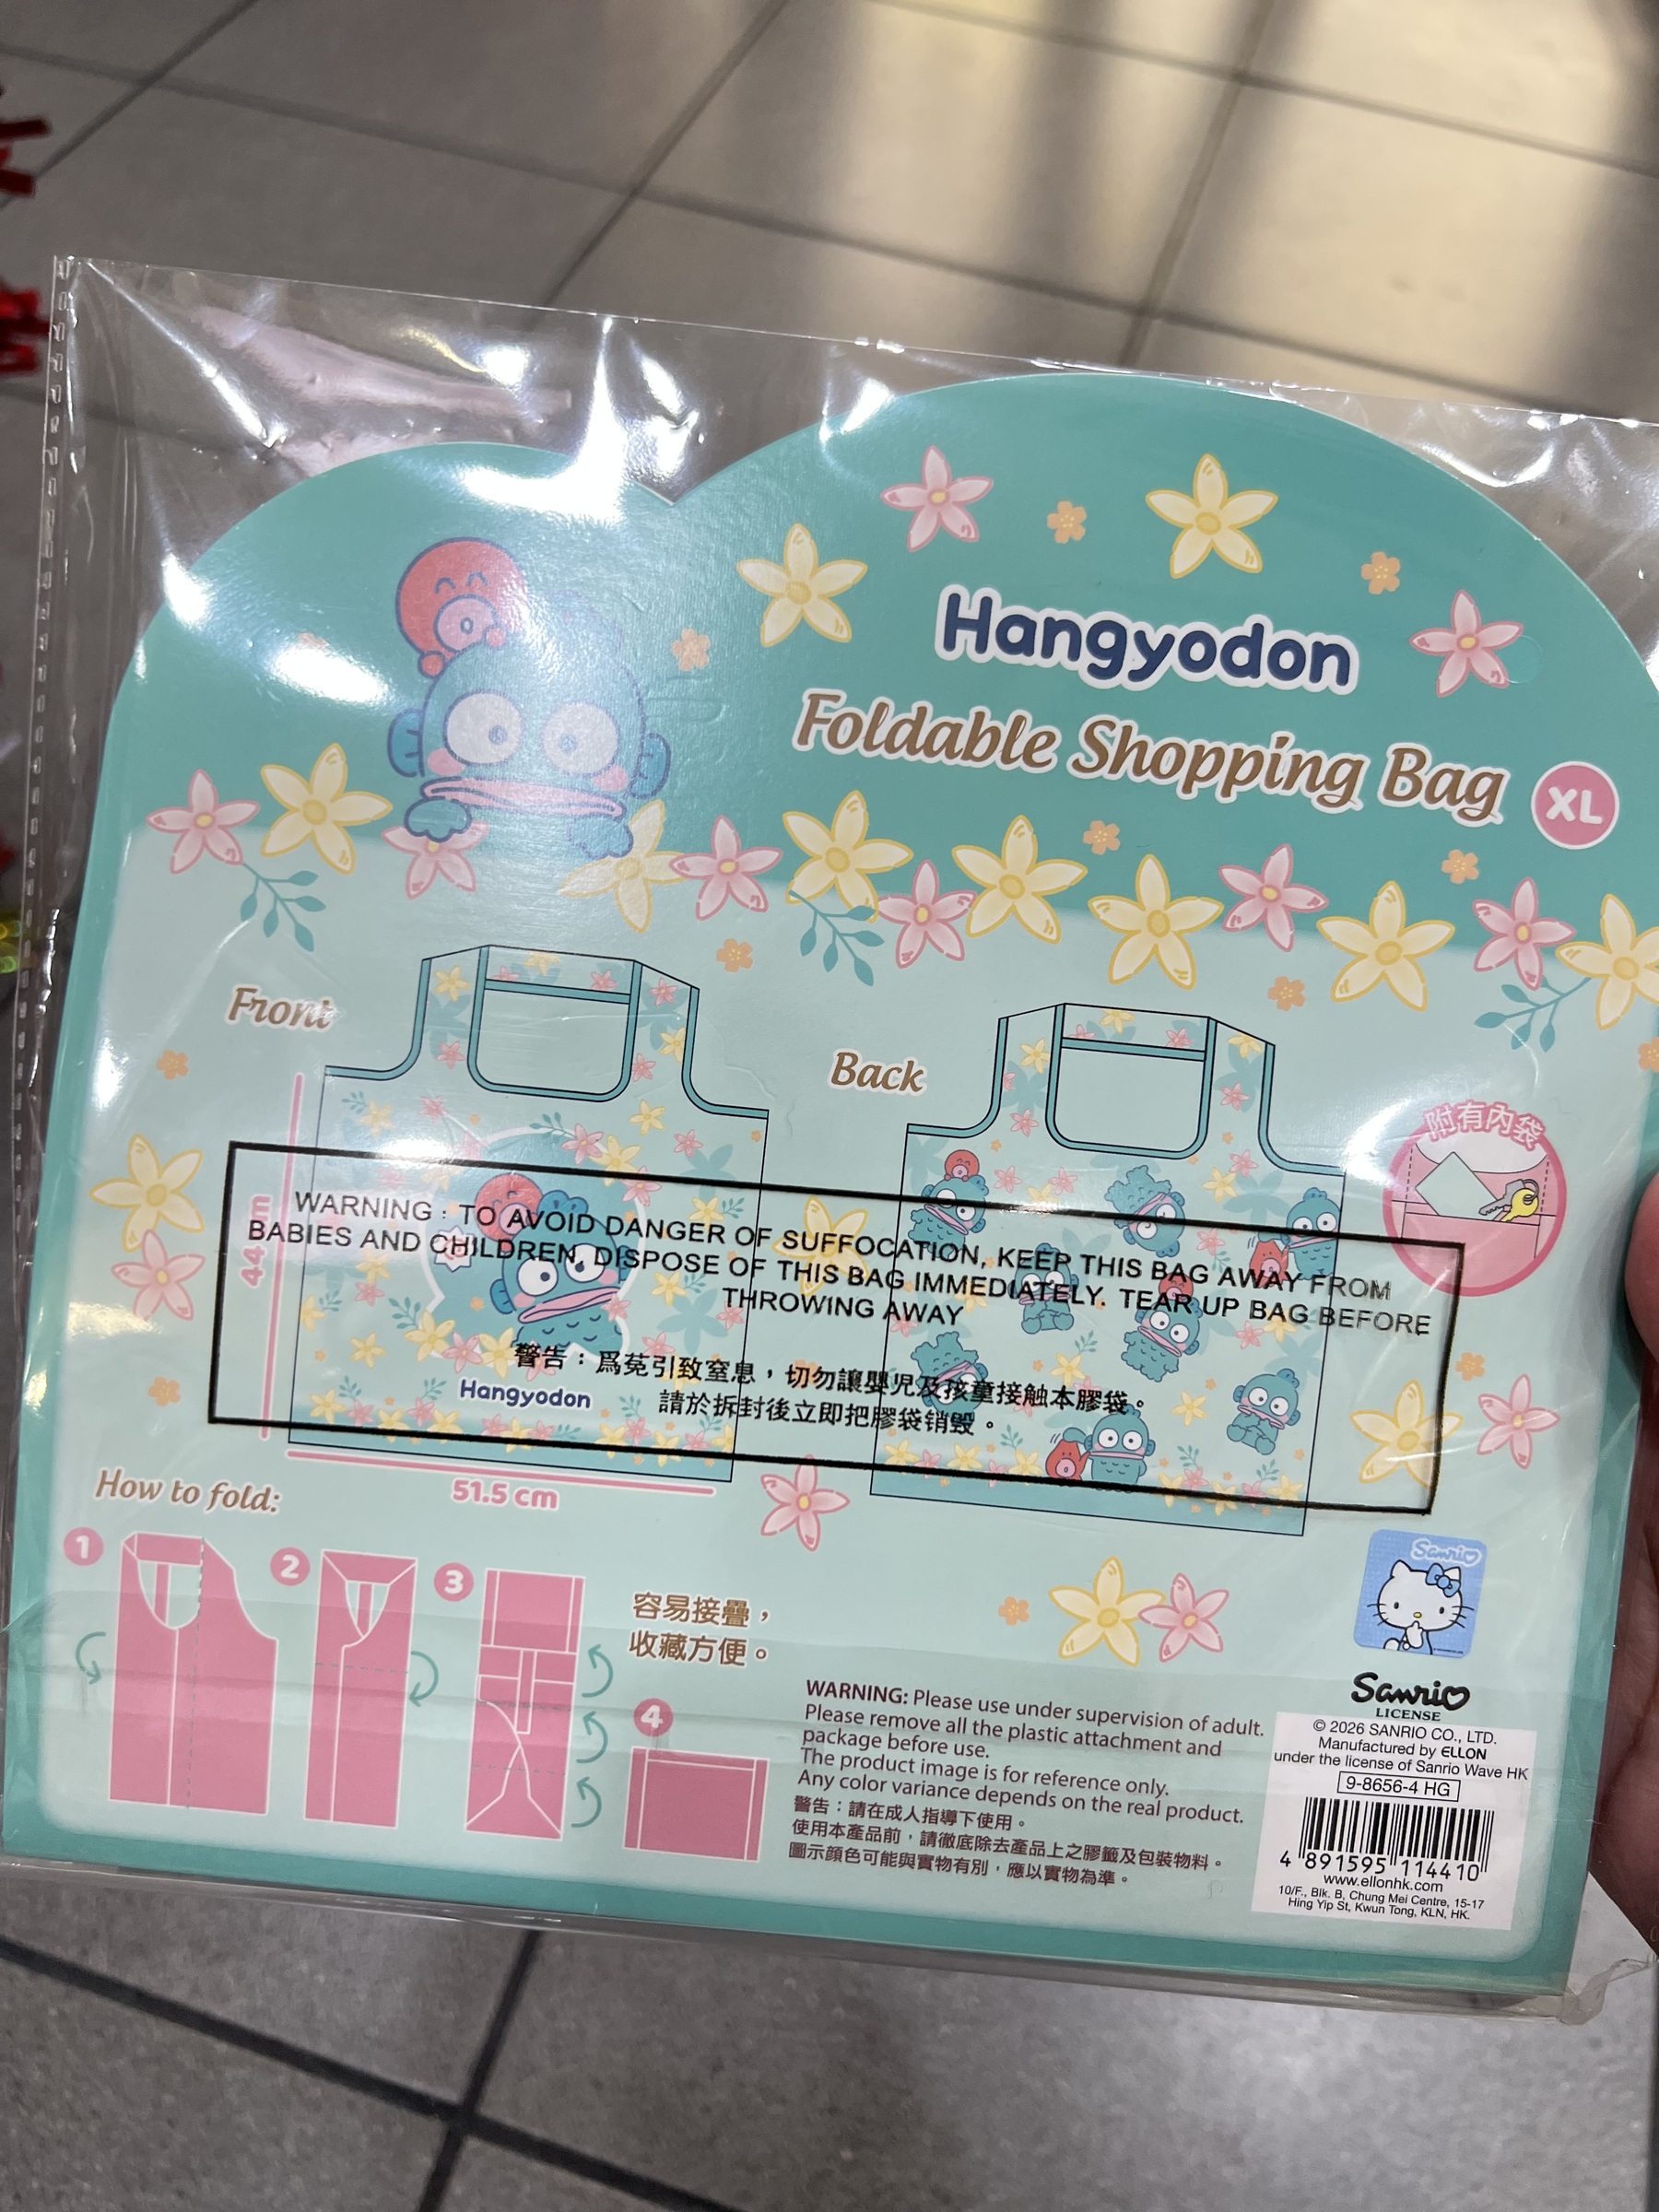 Hangyodon
Foldable Shopping Bag
XL
Front
Back
附有內袋
44 cm
WARNING : TO AVOID DANGER OF SUFFOCATION, KEEP THIS BAG AWAY FROM
BABIES AND CHILDREN. DISPOSE OF THIS BAG IMMEDIATELY. TEAR UP BAG BEFORE
THROWING AWAY
警告：爲莬引致窒息，切勿讓嬰児及孩童接触本膠袋。
請於拆封後立即把膠袋销毁。
Hangyodon
51.5 cm
How to fold:
1
2
3
4
容易接疊，
收藏方便。
WARNING: Please use under supervision of adult.
Please remove all the plastic attachment and
package before use.
The product image is for reference only.
Any color variance depends on the real product.
警告：請在成人指導下使用。
使用本產品前，請徹底除去產品上之膠籤及包裝物料。
圖示顏色可能與實物有別，應以實物為準。
Sanrio
Sanrio
LICENSE
© 2026 SANRIO CO., LTD.
Manufactured by ELLON
under the license of Sanrio Wave HK
9-8656-4 HG
4 891595 114410
www.ellonhk.com
10/F., Blk. B, Chung Mei Centre, 15-17
Hing Yip St, Kwun Tong, KLN, HK.